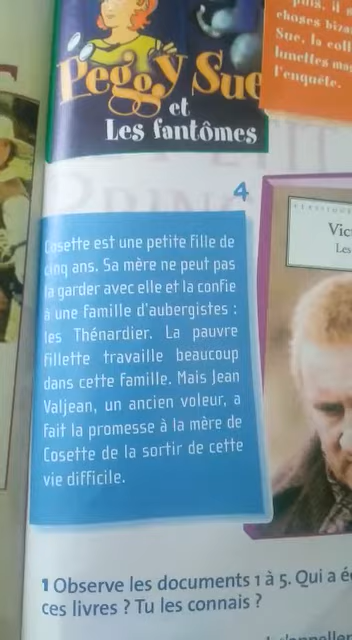 Peggy Sue
et
Les fantômes
choses biza
Sue, la coll
lunettes mag
l'enquête.
4
Cosette est une petite fille de
cinq ans. Sa mère ne peut pas
la garder avec elle et la confie
à une famille d'aubergistes :
les Thénardier. La pauvre
fillette travaille beaucoup
dans cette famille. Mais Jean
Valjean, un ancien voleur, a
fait la promesse à la mère de
Cosette de la sortir de cette
vie difficile.
Vic
Les
1 Observe les documents 1 à 5. Qui a é
ces livres ? Tu les connais ?